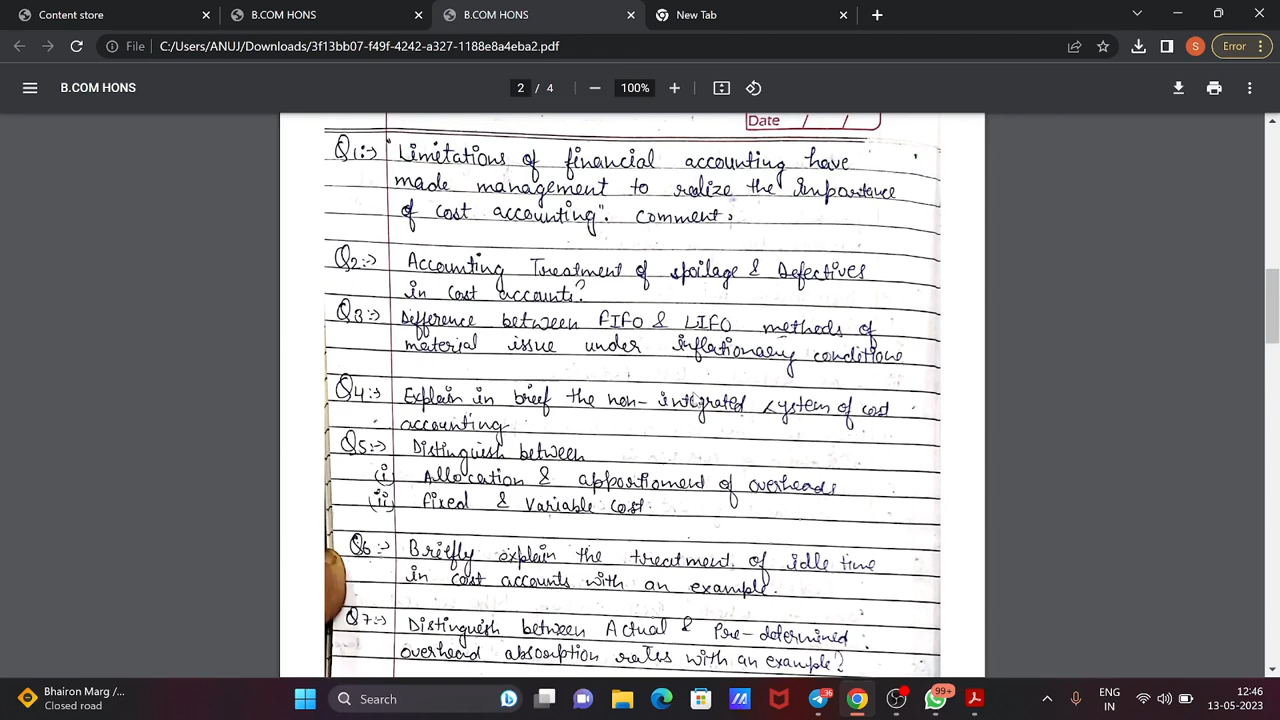 Content store
B.COM HONS
B.COM HONS
New Tab
File
C:/Users/ANUJ/Downloads/3f13bb07-f49f-4242-a327-1188e8a4eba2.pdf
S
Error
B.COM HONS
2 / 4
100%
Date / /
Q1:-> "Limitations of financial accounting have
made management to realize the importance
of cost accounting". Comment.
Q2:-> Accounting Treatment of spoilage & Defectives
in cost accounts?
Q3:-> Difference between FIFO & LIFO methods of
material issue under inflationary conditions
Q4:-> Explain in brief the non-integrated system of cost
accounting
Q5:-> Distinguish between
(i) Allocation & apportionment of overheads
(ii) fixed & Variable cost.
Q6:-> Briefly explain the treatment of idle time
in cost accounts with an example.
Q7:-> Distinguish between Actual & Pre-determined
overhead absorption rates with an example?
Bhairon Marg /...
Closed road
Search
36
99+
ENG
IN
12:46
13-05-2023